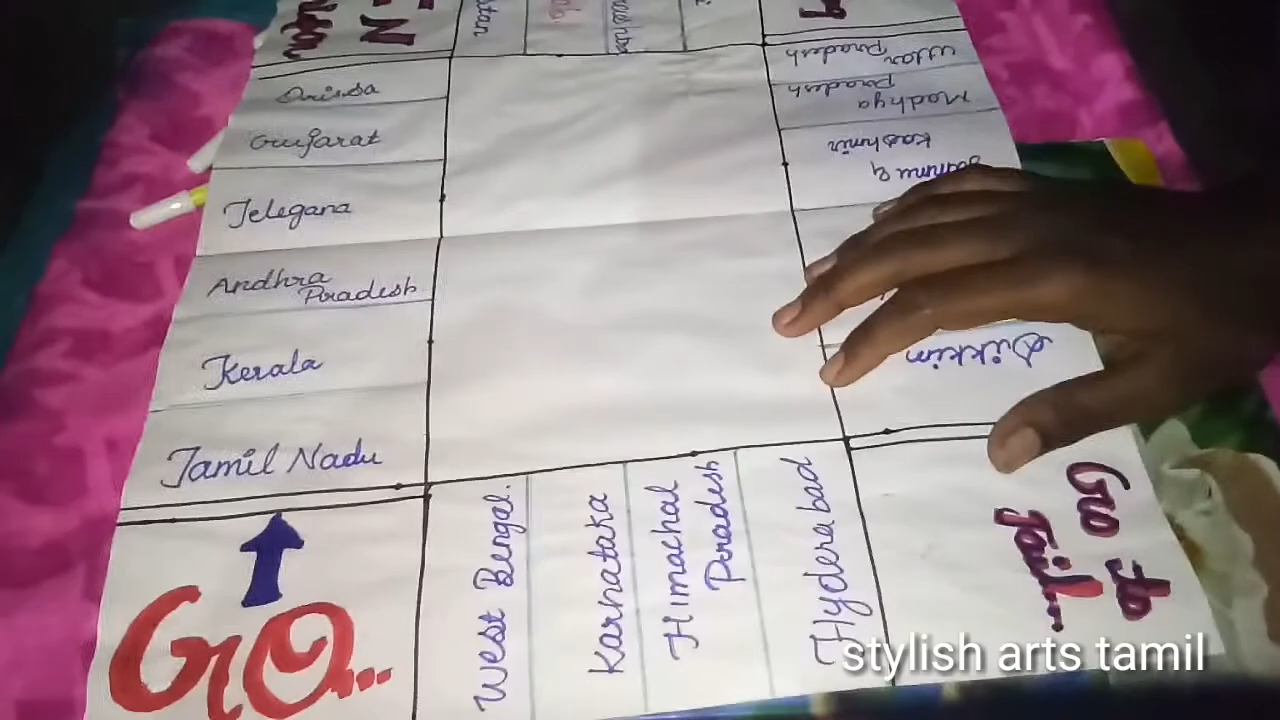 Orissa
Gujarat
Telegana
Andhra
Pradesh
Kerala
Tamil Nadu
GO...
West Bengal.
Karnataka
Himachal
Pradesh
Hyderabad
Go to
Jail...
Sikkim
Jammu &
Kashmir
Madhya
Pradesh
Uttar
Pradesh
stylish arts tamil